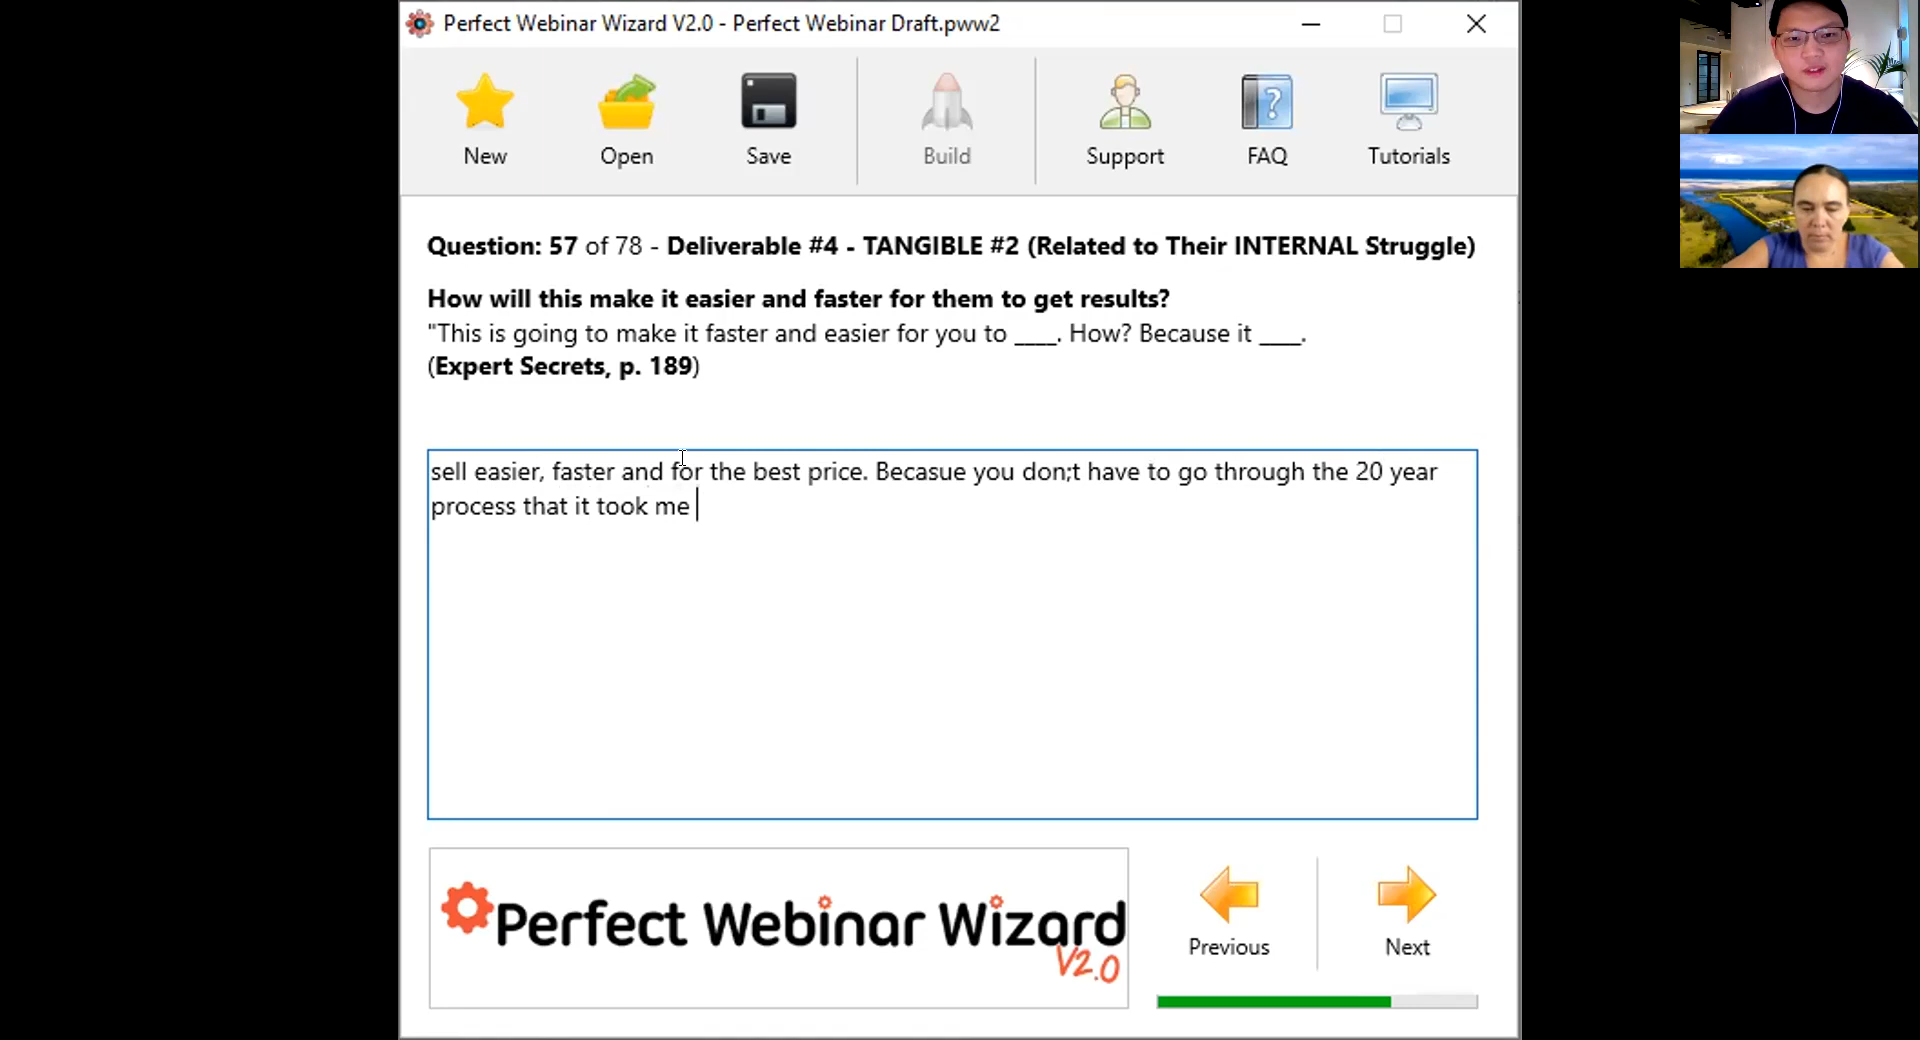 Perfect Webinar Wizard V2.0 - Perfect Webinar Draft.pww2
New Open Save Build Support FAQ Tutorials
Question: 57 of 78 - Deliverable #4 - TANGIBLE #2 (Related to Their INTERNAL Struggle)
How will this make it easier and faster for them to get results?
"This is going to make it faster and easier for you to ____. How? Because it ____.
(Expert Secrets, p. 189)
sell easier, faster and for the best price. Becasue you don;t have to go through the 20 year
process that it took me
Perfect Webinar Wizard
V2.0
Previous Next